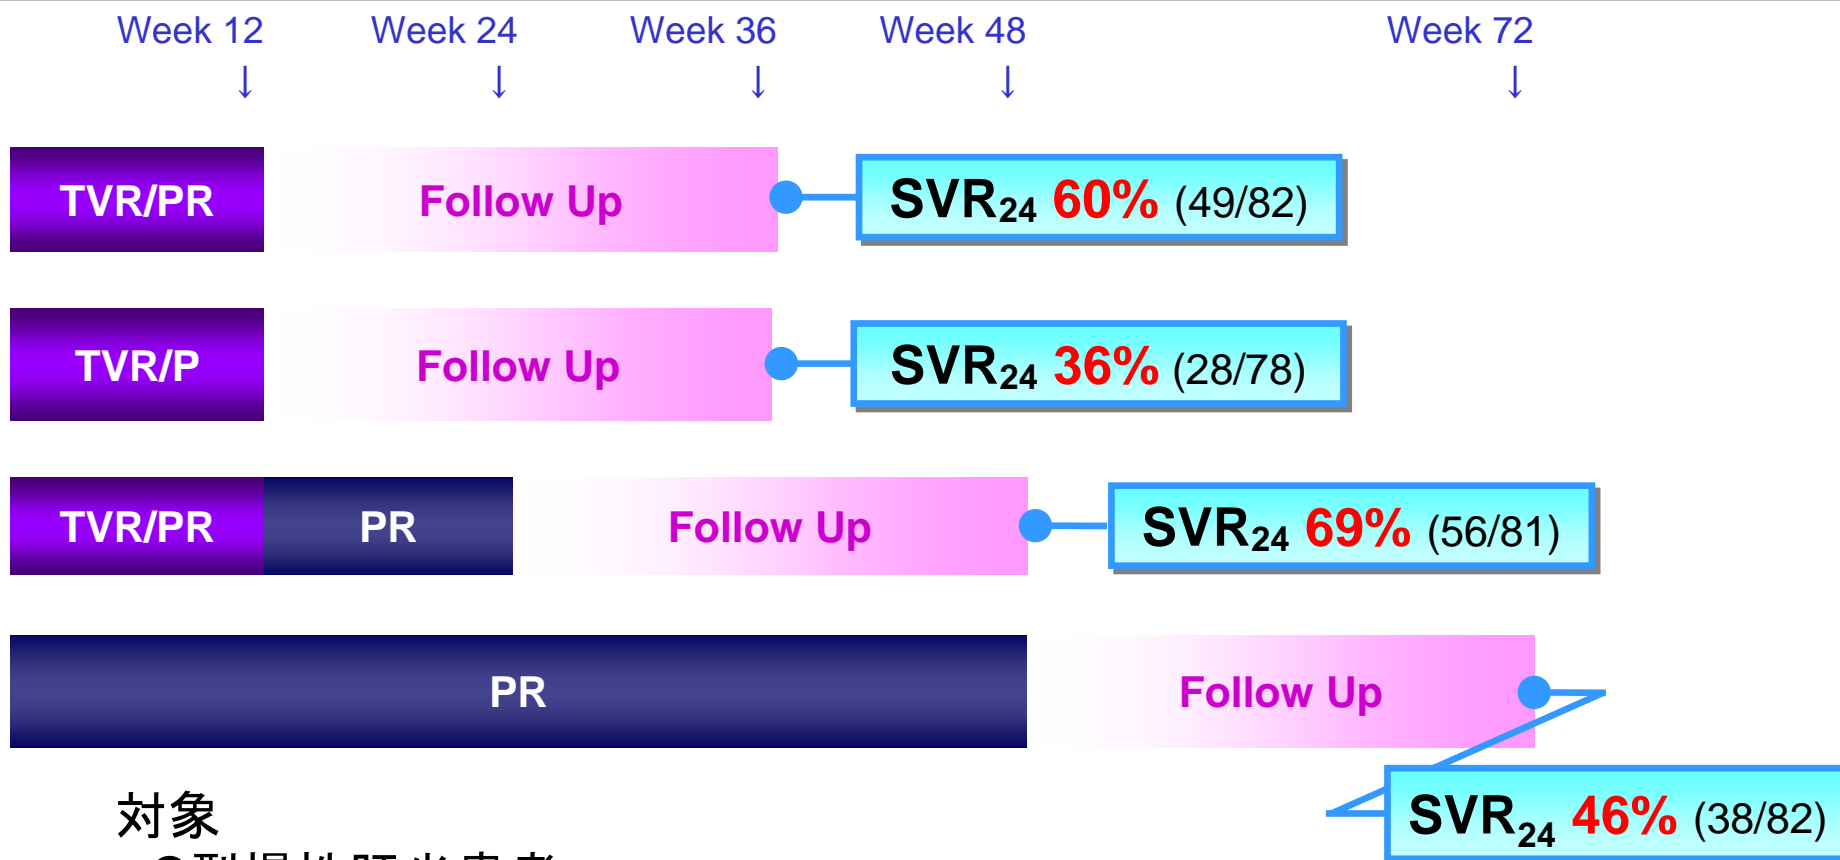 Week 12 Week 24 Week 36 Week 48 Week 72
↓ ↓ ↓ ↓ ↓
TVR/PR Follow Up SVR24 60% (49/82)
TVR/P Follow Up SVR24 36% (28/78)
TVR/PR PR Follow Up SVR24 69% (56/81)
PR Follow Up
SVR24 46% (38/82)
対象